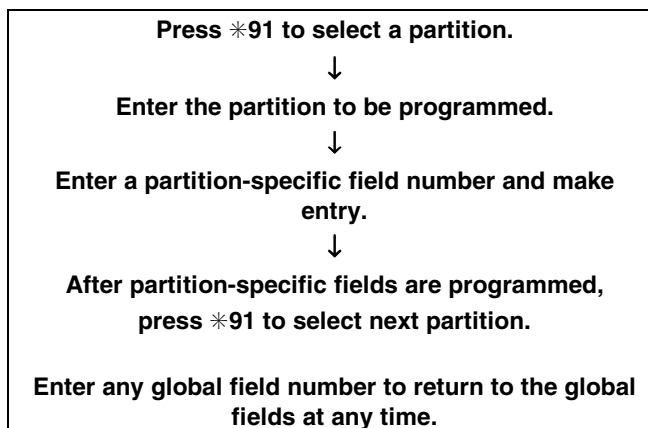 Press ✳91 to select a partition.
↓
Enter the partition to be programmed.
↓
Enter a partition-specific field number and make
entry.
↓
After partition-specific fields are programmed,
press ✳91 to select next partition.
Enter any global field number to return to the global
fields at any time.